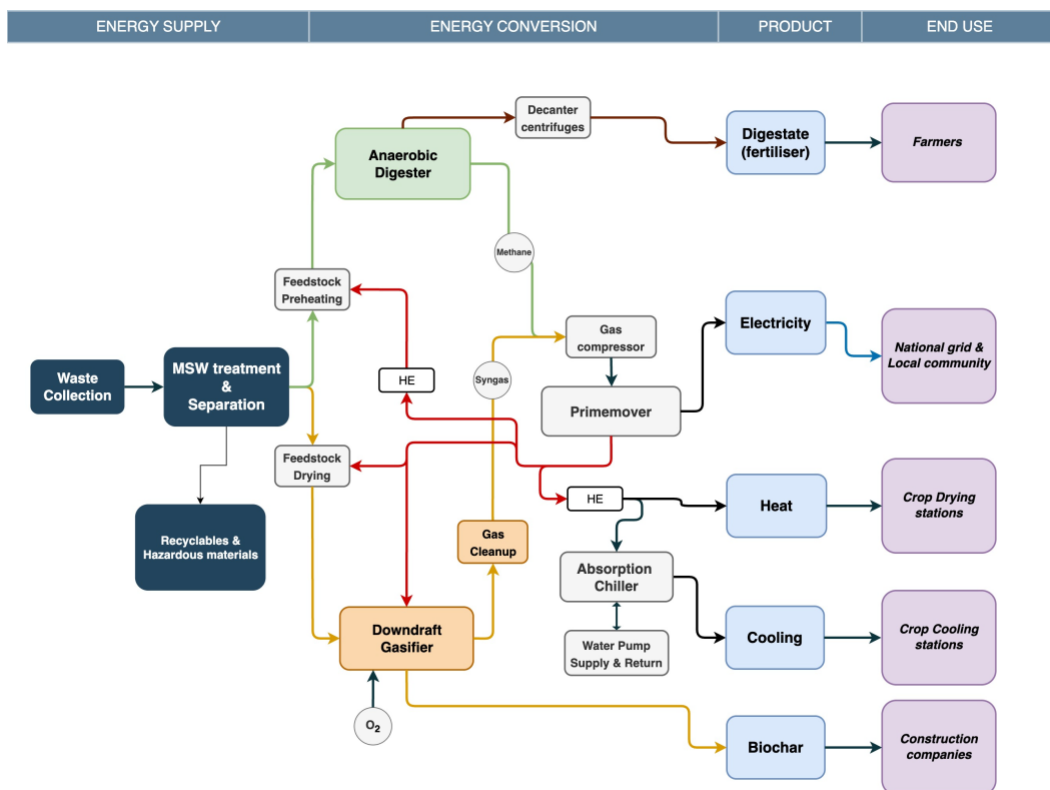 ENERGY SUPPLY
ENERGY CONVERSION
PRODUCT
END USE
Decanter
centrifuges
Anaerobic
Digester
Digestate
(fertiliser)
Farmers
Methane
Feedstock
Preheating
Gas
compressor
Electricity
National grid &
Local community
Waste
Collection
MSW treatment
&
Separation
HE
Syngas
Primemover
Feedstock
Drying
HE
Heat
Crop Drying
stations
Recyclables &
Hazardous materials
Gas
Cleanup
Absorption
Chiller
Downdraft
Gasifier
Water Pump
Supply & Return
Cooling
Crop Cooling
stations
O₂
Biochar
Construction
companies